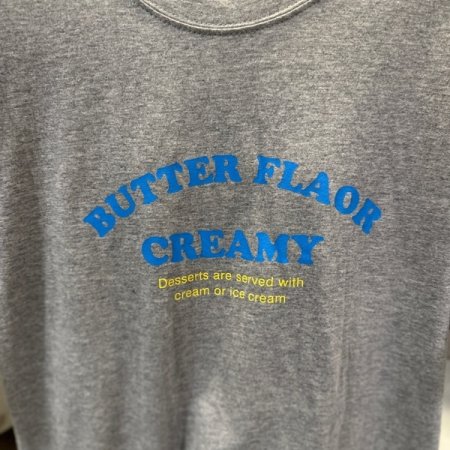 BUTTER FLAOR
CREAMY
Desserts are served with
cream or ice cream